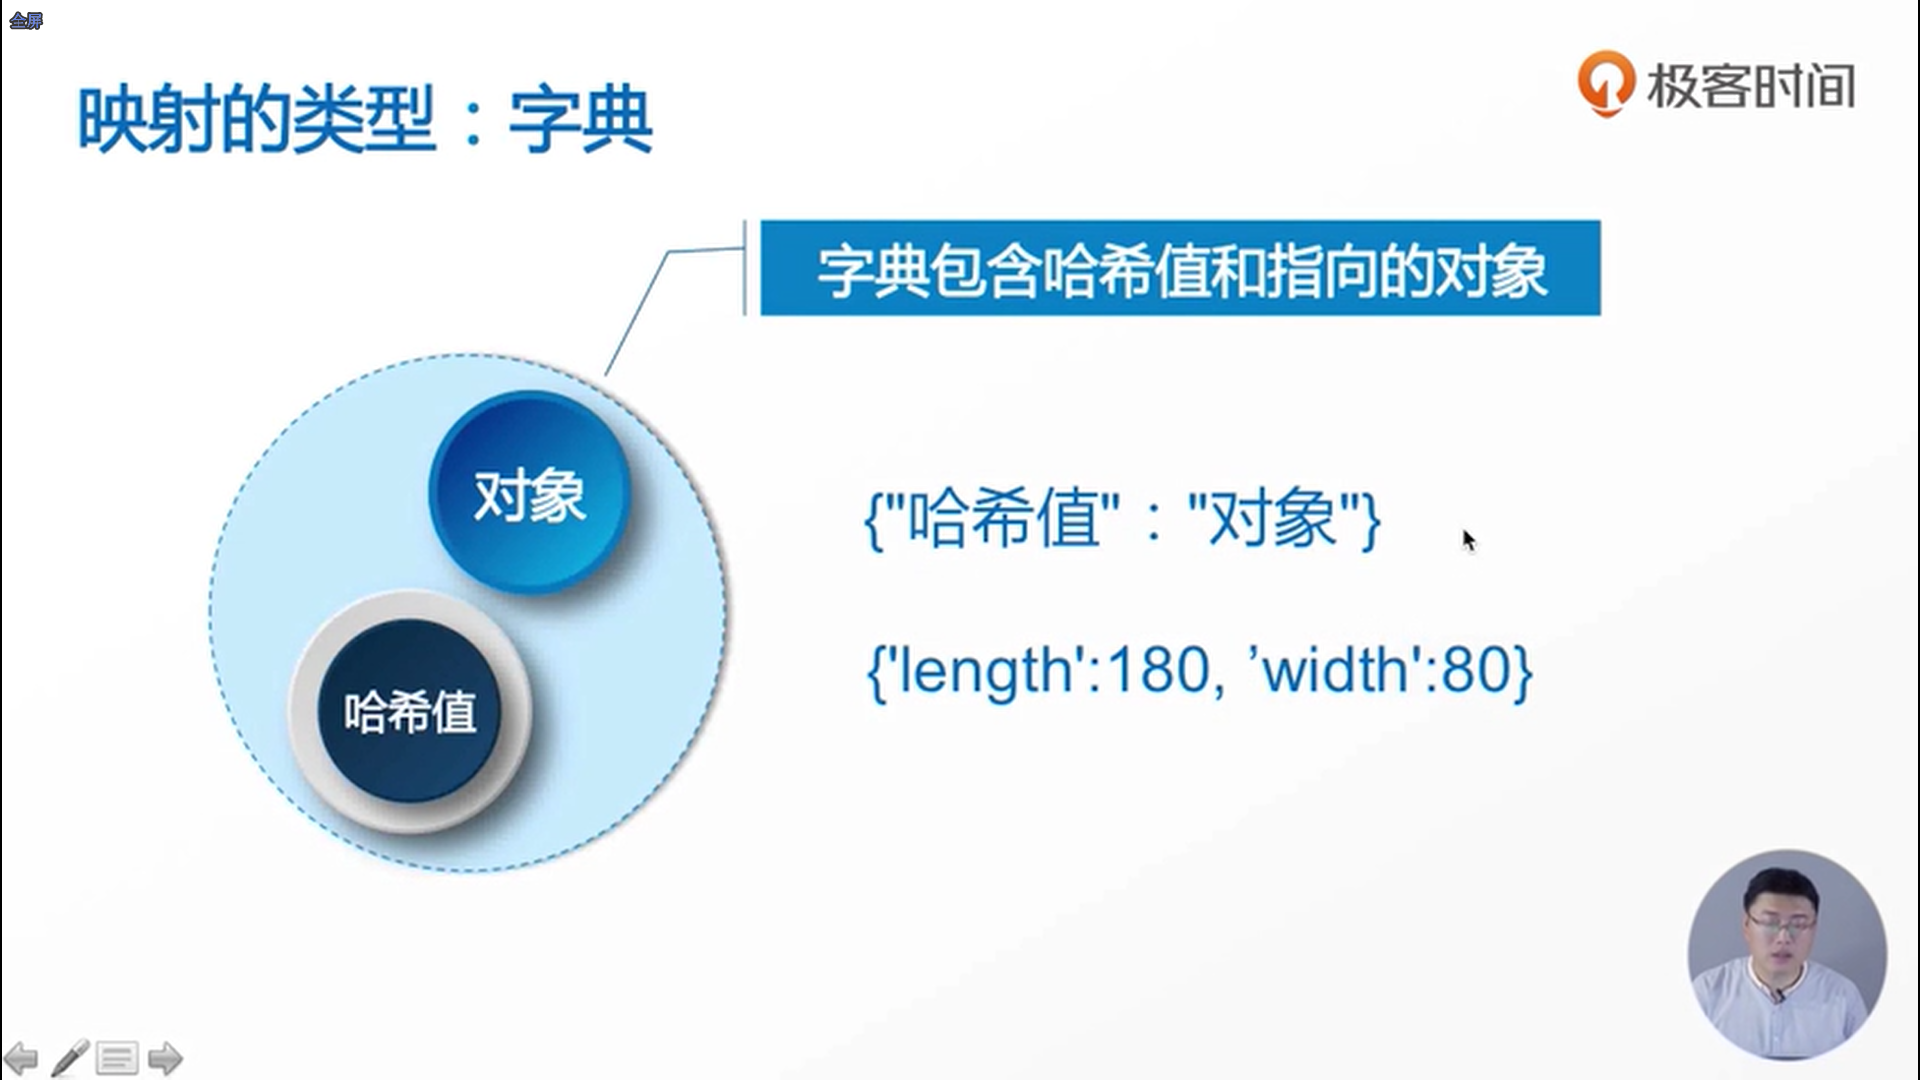 全屏
极客时间
映射的类型：字典
字典包含哈希值和指向的对象
对象
哈希值
{"哈希值"："对象"}
{'length':180, ’width':80}